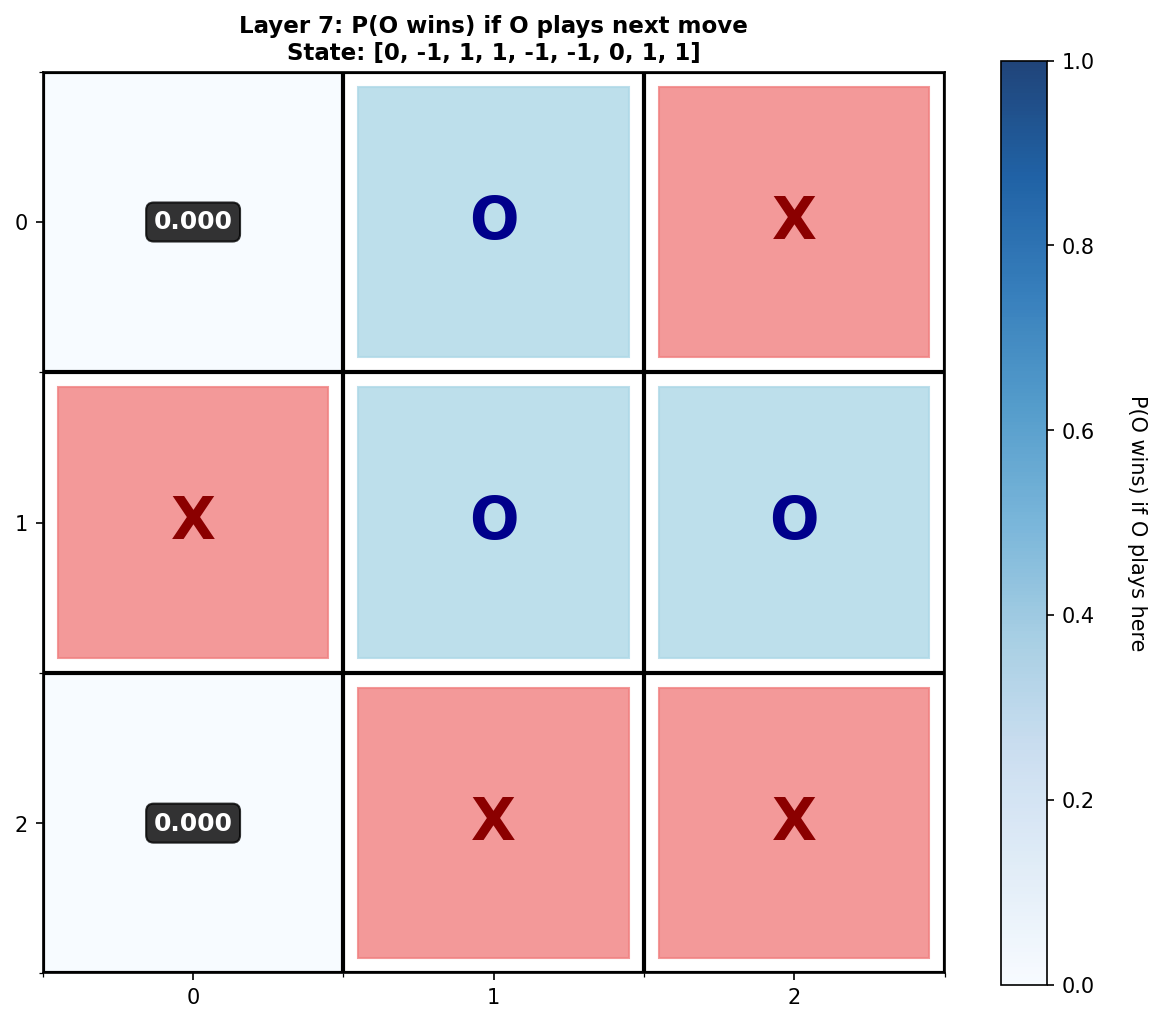 Layer 7: P(O wins) if O plays next move
State: [0, -1, 1, 1, -1, -1, 0, 1, 1]
0.000 O X
X O O
0.000 X X
0
1
2
0 1 2
1.0
0.8
0.6
0.4
0.2
0.0
P(O wins) if O plays here